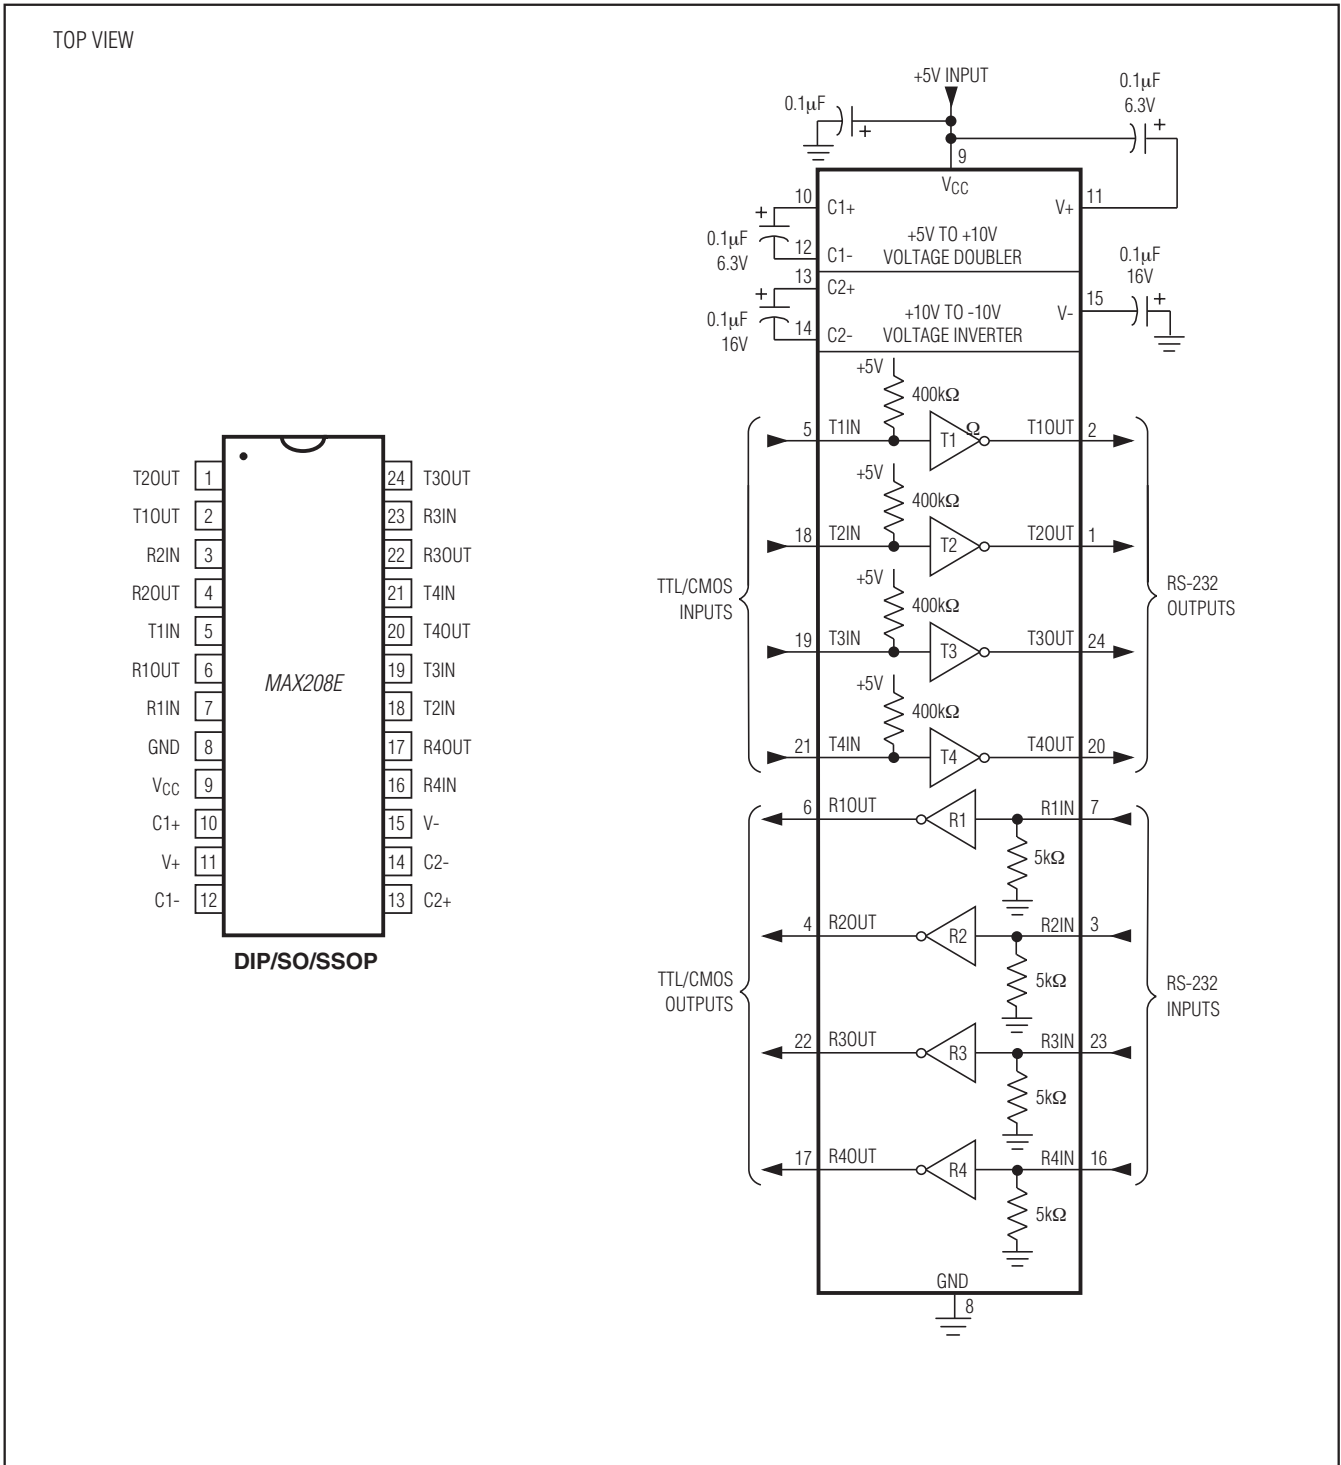 TOP VIEW
T2OUT 1
T1OUT 2
R2IN 3
R2OUT 4
T1IN 5
R1OUT 6
R1IN 7
GND 8
VCC 9
C1+ 10
V+ 11
C1- 12
MAX208E
24 T3OUT
23 R3IN
22 R3OUT
21 T4IN
20 T4OUT
19 T3IN
18 T2IN
17 R4OUT
16 R4IN
15 V-
14 C2-
13 C2+
DIP/SO/SSOP
+5V INPUT
0.1μF
+
0.1μF
6.3V
+
9
VCC
10 C1+
V+ 11
+
0.1μF
6.3V
12 C1-
+5V TO +10V
VOLTAGE DOUBLER
13 C2+
+
0.1μF
16V
14 C2-
+10V TO -10V
VOLTAGE INVERTER
V- 15
0.1μF
16V
+
+5V
400kΩ
5 T1IN T1 Ω T1OUT 2
+5V
400kΩ
18 T2IN T2 T2OUT 1
+5V
400kΩ
19 T3IN T3 T3OUT 24
+5V
400kΩ
21 T4IN T4 T4OUT 20
TTL/CMOS
INPUTS
RS-232
OUTPUTS
6 R1OUT R1 R1IN 7
5kΩ
4 R2OUT R2 R2IN 3
5kΩ
22 R3OUT R3 R3IN 23
5kΩ
17 R4OUT R4 R4IN 16
5kΩ
TTL/CMOS
OUTPUTS
RS-232
INPUTS
GND
8